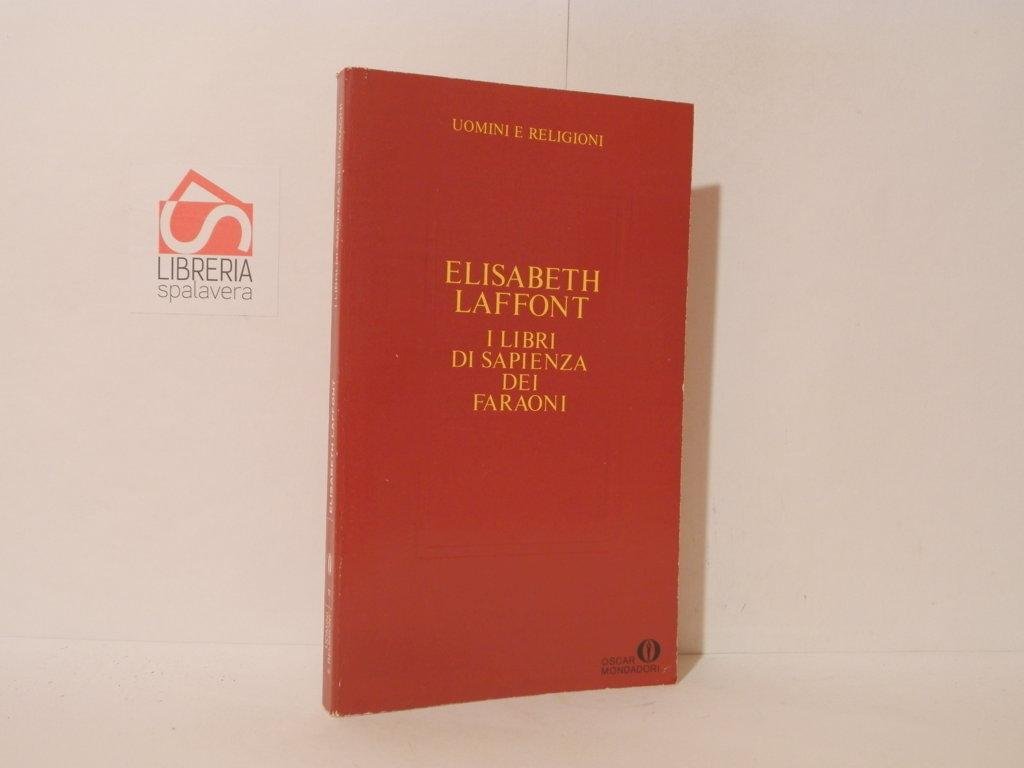 UOMINI E RELIGIONI
ELISABETH
LAFFONT
I LIBRI
DI SAPIENZA
DEI
FARAONI
OSCAR
MONDADORI
LIBRERIA
spalavera
ELISABETH LAFFONT